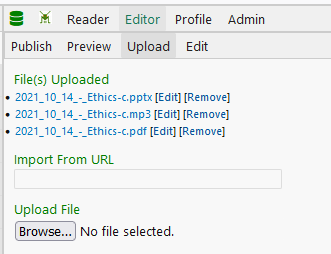 Reader Editor Profile Admin
Publish Preview Upload Edit
File(s) Uploaded
2021_10_14_-_Ethics-c.pptx [Edit] [Remove]
2021_10_14_-_Ethics-c.mp3 [Edit] [Remove]
2021_10_14_-_Ethics-c.pdf [Edit] [Remove]
Import From URL
Upload File
Browse... No file selected.